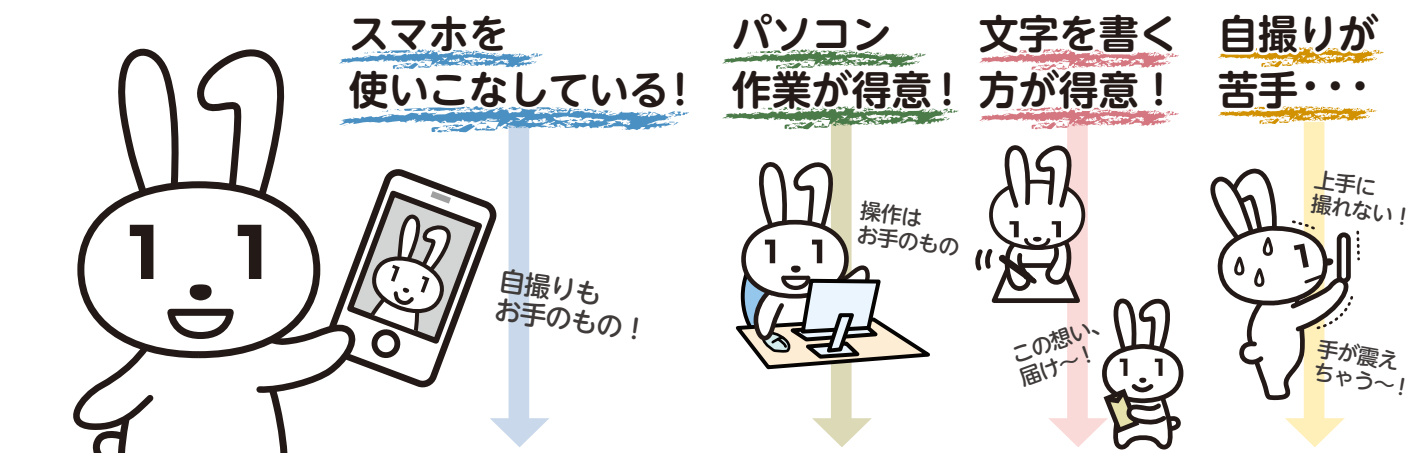 スマホを
使いこなしている！
自撮りも
お手のもの！
パソコン
作業が得意！
操作は
お手のもの
文字を書く
方が得意！
この想い、
届け～！
自撮りが
苦手・・・
上手に
撮れない！
手が震え
ちゃう～！